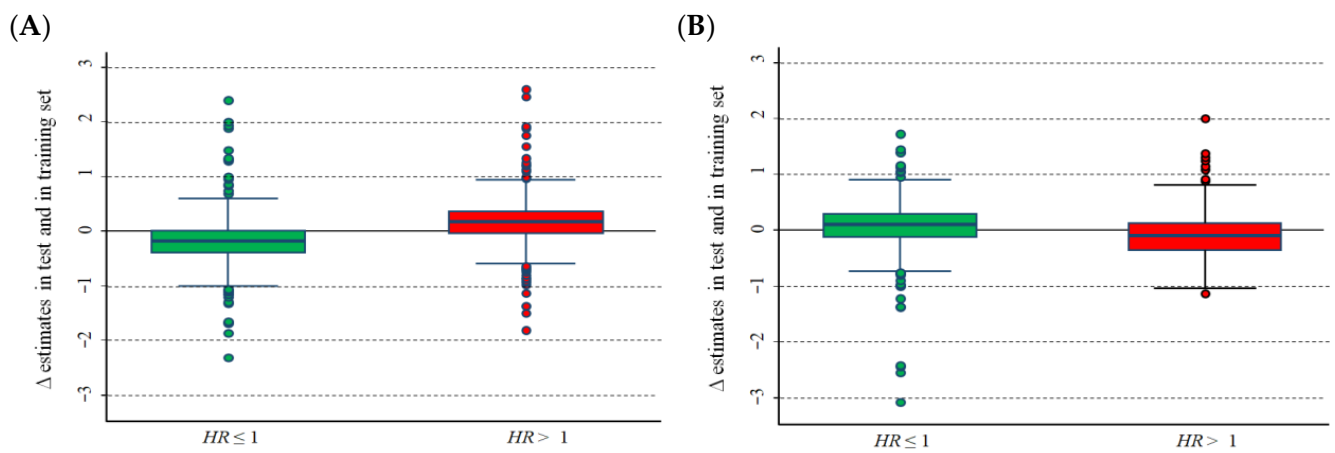 (A)
Δ estimates in test and in training set
3
2
1
0
-1
-2
-3
HR ≤ 1
HR > 1
(B)
Δ estimates in test and in training set
3
2
1
0
-1
-2
-3
HR ≤ 1
HR > 1